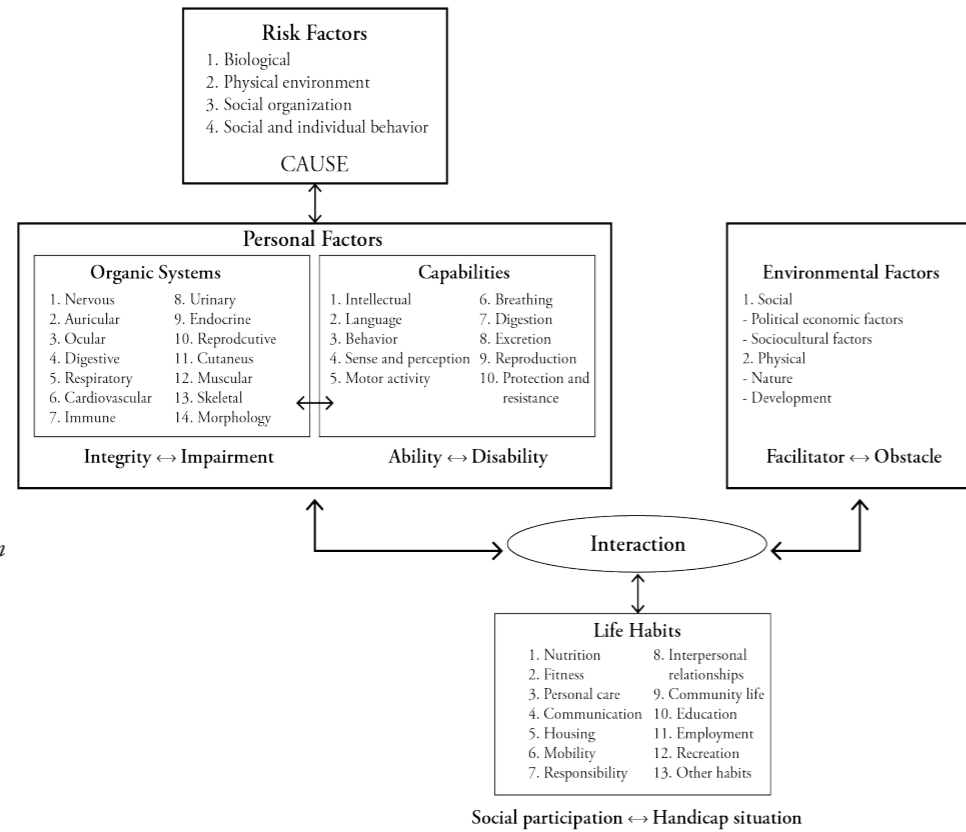 Risk Factors
1. Biological
2. Physical environment
3. Social organization
4. Social and individual behavior
CAUSE
Personal Factors
Organic Systems
1. Nervous
2. Auricular
3. Ocular
4. Digestive
5. Respiratory
6. Cardiovascular
7. Immune
8. Urinary
9. Endocrine
10. Reprodcutive
11. Cutaneus
12. Muscular
13. Skeletal
14. Morphology
Integrity ↔ Impairment
Capabilities
1. Intellectual
2. Language
3. Behavior
4. Sense and perception
5. Motor activity
6. Breathing
7. Digestion
8. Excretion
9. Reproduction
10. Protection and
resistance
Ability ↔ Disability
Environmental Factors
1. Social
- Political economic factors
- Sociocultural factors
2. Physical
- Nature
- Development
Facilitator ↔ Obstacle
n
Interaction
Life Habits
1. Nutrition
2. Fitness
3. Personal care
4. Communication
5. Housing
6. Mobility
7. Responsibility
8. Interpersonal
relationships
9. Community life
10. Education
11. Employment
12. Recreation
13. Other habits
Social participation ↔ Handicap situation